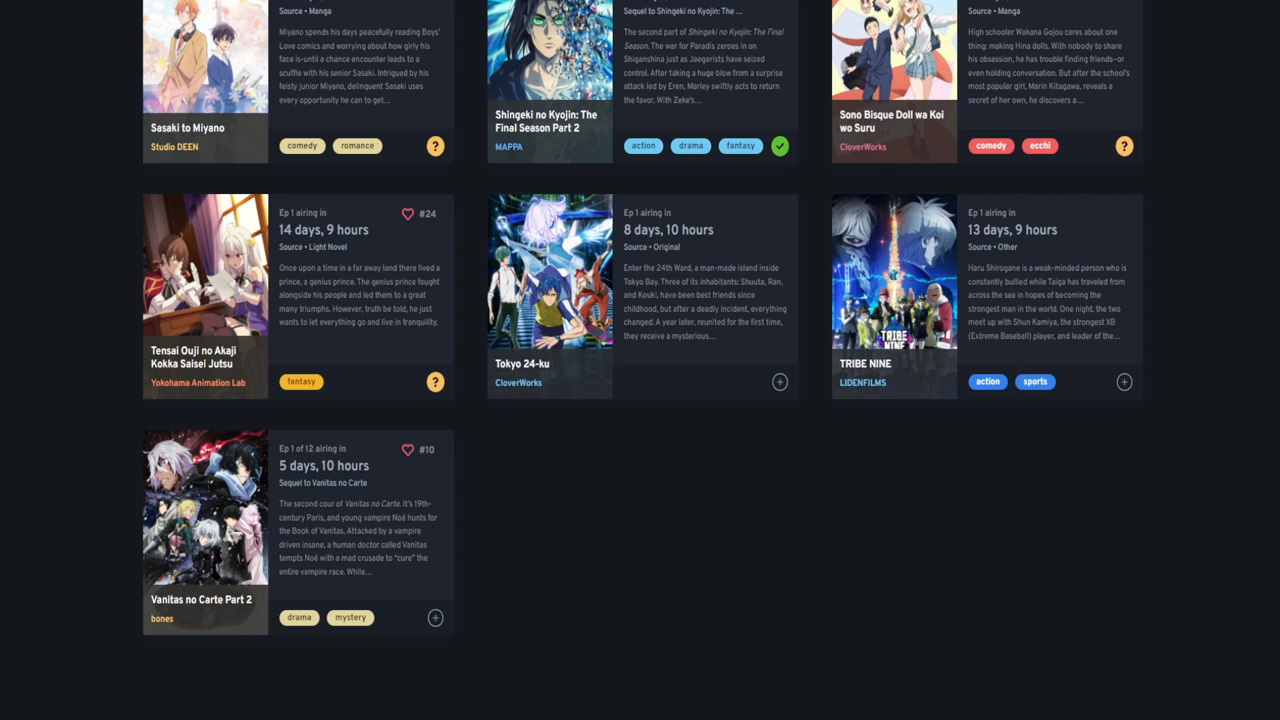 Source • Manga
Miyano spends his days peacefully reading Boys'
Love comics and worrying about how girly his
face is-until a chance encounter leads to a
scuffle with his senior Sasaki. Intrigued by his
feisty junior Miyano, delinquent Sasaki uses
every opportunity he can to get...
Sasaki to Miyano
Studio DEEN
comedy romance ?
Sequel to Shingeki no Kyojin: The ...
The second part of Shingeki no Kyojin: The Final
Season. The war for Paradis zeroes in on
Shiganshina just as Jaegerists have seized
control. After taking a huge blow from a surprise
attack led by Eren, Marley swiftly acts to return
the favor. With Zeke's...
Shingeki no Kyojin: The
Final Season Part 2
MAPPA
action drama fantasy
Source • Manga
High schooler Wakana Gojou cares about one
thing: making Hina dolls. With nobody to share
his obsession, he has trouble finding friends—or
even holding conversation. But after the school's
most popular girl, Marin Kitagawa, reveals a
secret of her own, he discovers a...
Sono Bisque Doll wa Koi
wo Suru
CloverWorks
comedy ecchi ?
Ep 1 airing in #24
14 days, 9 hours
Source • Light Novel
Once upon a time in a far away land there lived a
prince, a genius prince. The genius prince fought
alongside his people and led them to a great
many triumphs. However, truth be told, he just
wants to let everything go and live in tranquility.
Tensai Ouji no Akaji
Kokka Saisei Jutsu
Yokohama Animation Lab
fantasy ?
Ep 1 airing in
8 days, 10 hours
Source • Original
Enter the 24th Ward, a man-made island inside
Tokyo Bay. Three of its inhabitants: Shuuta, Ran,
and Kouki, have been best friends since
childhood, but after a deadly incident, everything
changed. A year later, reunited for the first time,
they receive a mysterious...
Tokyo 24-ku
CloverWorks
Ep 1 airing in
13 days, 9 hours
Source • Other
Haru Shirogane is a weak-minded person who is
constantly bullied while Taiga has traveled from
across the sea in hopes of becoming the
strongest man in the world. One night, the two
meet up with Shun Kamiya, the strongest XB
(Extreme Baseball) player, and leader of the...
TRIBE
NINE
TRIBE NINE
LIDENFILMS
action sports
Ep 1 of 12 airing in #10
5 days, 10 hours
Sequel to Vanitas no Carte
The second cour of Vanitas no Carte. It's 19th-
century Paris, and young vampire Noé hunts for
the Book of Vanitas. Attacked by a vampire
driven insane, a human doctor called Vanitas
tempts Noé with a mad crusade to “cure” the
entire vampire race. While...
Vanitas no Carte Part 2
bones
drama mystery